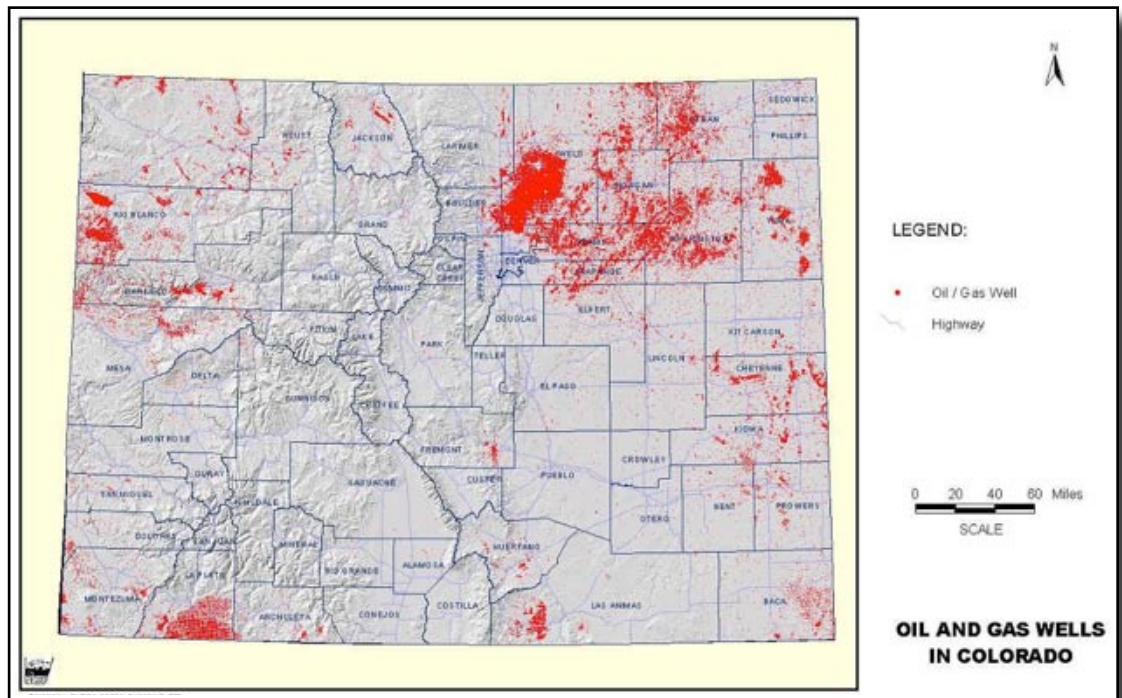 N
SEDGWICK
LOGAN
PHILLIPS
ROUTT
JACKSON
LARIMER
WELD
MORGAN
RIO BLANCO
BOULDER
YUMA
GRAND
GILPIN
ADAMS
WASHINGTON
DENVER
CLEAR
CREEK
JEFFERSON
ARAPAHOE
EAGLE
SUMMIT
GARFIELD
DOUGLAS
ELBERT
PITKIN
LAKE
PARK
KIT CARSON
TELLER
LINCOLN
MESA
DELTA
CHEYENNE
EL PASO
GUNNISON
CHAFFEE
KIOWA
MONTROSE
FREMONT
CROWLEY
OURAY
PUEBLO
SAGUACHE
CUSTER
SAN MIGUEL
HINSDALE
BENT
PROWERS
OTERO
DOLORES
SAN JUAN
MINERAL
HUERFANO
RIO GRANDE
ALAMOSA
LA PLATA
MONTEZUMA
ARCHULETA
CONEJOS
COSTILLA
LAS ANIMAS
BACA
LEGEND:
Oil / Gas Well
Highway
0 20 40 60 Miles
SCALE
OIL AND GAS WELLS
IN COLORADO